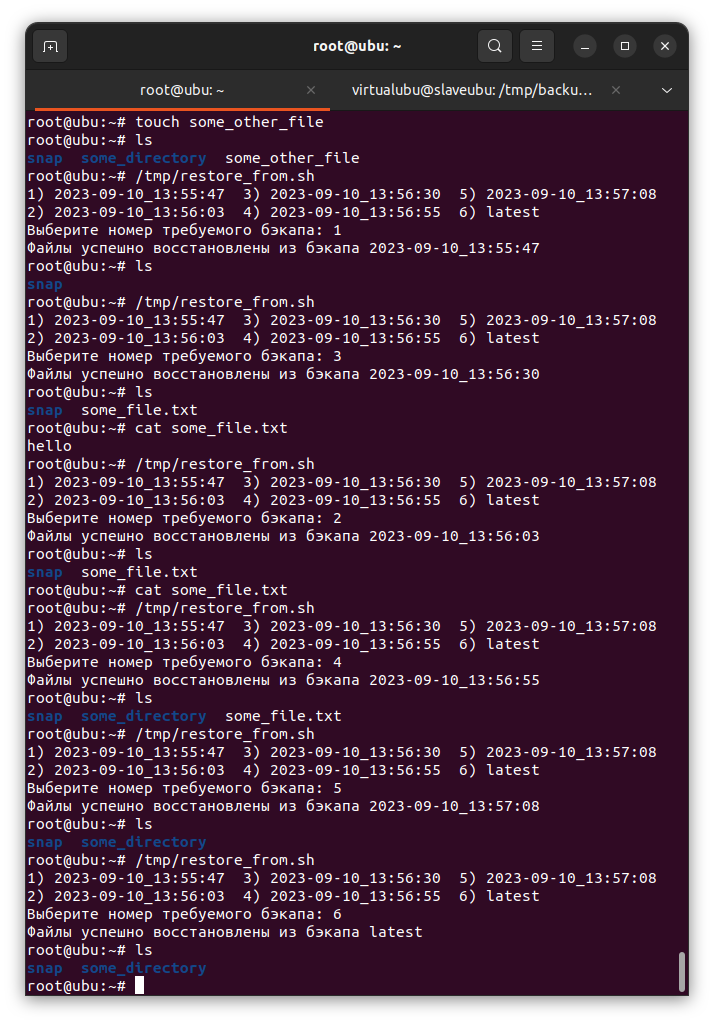 root@ubu: ~
root@ubu: ~
virtualubu@slaveubu: /tmp/backu...
root@ubu:~# touch some_other_file
root@ubu:~# ls
snap  some_directory  some_other_file
root@ubu:~# /tmp/restore_from.sh
1) 2023-09-10_13:55:47  3) 2023-09-10_13:56:30  5) 2023-09-10_13:57:08
2) 2023-09-10_13:56:03  4) 2023-09-10_13:56:55  6) latest
Выберите номер требуемого бэкапа: 1
Файлы успешно восстановлены из бэкапа 2023-09-10_13:55:47
root@ubu:~# ls
snap
root@ubu:~# /tmp/restore_from.sh
1) 2023-09-10_13:55:47  3) 2023-09-10_13:56:30  5) 2023-09-10_13:57:08
2) 2023-09-10_13:56:03  4) 2023-09-10_13:56:55  6) latest
Выберите номер требуемого бэкапа: 3
Файлы успешно восстановлены из бэкапа 2023-09-10_13:56:30
root@ubu:~# ls
snap  some_file.txt
root@ubu:~# cat some_file.txt
hello
root@ubu:~# /tmp/restore_from.sh
1) 2023-09-10_13:55:47  3) 2023-09-10_13:56:30  5) 2023-09-10_13:57:08
2) 2023-09-10_13:56:03  4) 2023-09-10_13:56:55  6) latest
Выберите номер требуемого бэкапа: 2
Файлы успешно восстановлены из бэкапа 2023-09-10_13:56:03
root@ubu:~# ls
snap  some_file.txt
root@ubu:~# cat some_file.txt
root@ubu:~# /tmp/restore_from.sh
1) 2023-09-10_13:55:47  3) 2023-09-10_13:56:30  5) 2023-09-10_13:57:08
2) 2023-09-10_13:56:03  4) 2023-09-10_13:56:55  6) latest
Выберите номер требуемого бэкапа: 4
Файлы успешно восстановлены из бэкапа 2023-09-10_13:56:55
root@ubu:~# ls
snap  some_directory  some_file.txt
root@ubu:~# /tmp/restore_from.sh
1) 2023-09-10_13:55:47  3) 2023-09-10_13:56:30  5) 2023-09-10_13:57:08
2) 2023-09-10_13:56:03  4) 2023-09-10_13:56:55  6) latest
Выберите номер требуемого бэкапа: 5
Файлы успешно восстановлены из бэкапа 2023-09-10_13:57:08
root@ubu:~# ls
snap  some_directory
root@ubu:~# /tmp/restore_from.sh
1) 2023-09-10_13:55:47  3) 2023-09-10_13:56:30  5) 2023-09-10_13:57:08
2) 2023-09-10_13:56:03  4) 2023-09-10_13:56:55  6) latest
Выберите номер требуемого бэкапа: 6
Файлы успешно восстановлены из бэкапа latest
root@ubu:~# ls
snap  some_directory
root@ubu:~#